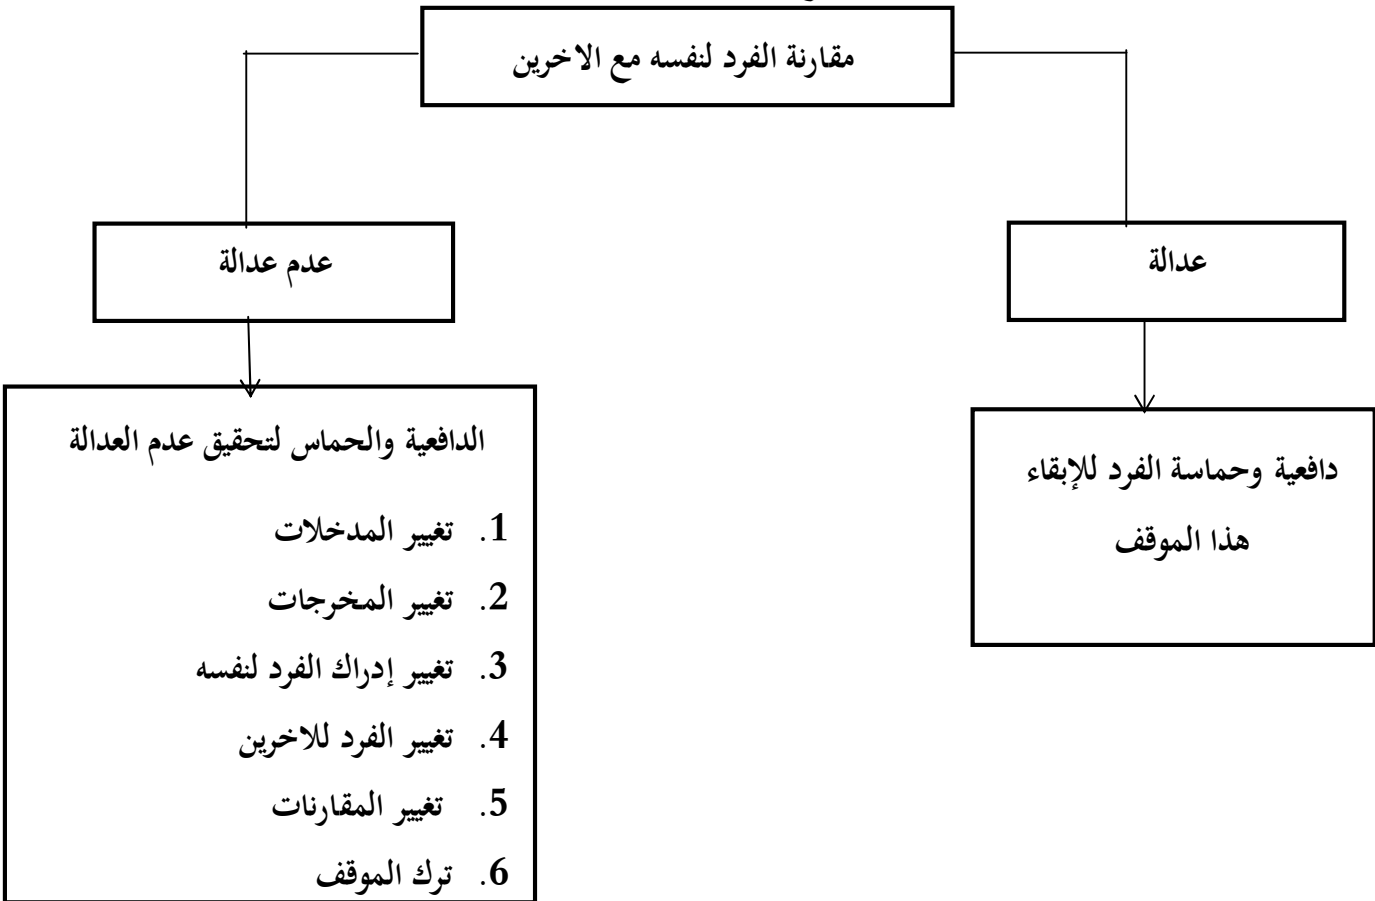 مقارنة الفرد لنفسه مع الاخرين
عدالة
عدم عدالة
دافعية وحماسة الفرد للإبقاء
هذا الموقف
الدافعية والحماس لتحقيق عدم العدالة
1. تغيير المدخلات
2. تغيير المخرجات
3. تغيير إدراك الفرد لنفسه
4. تغيير الفرد للاخرين
5. تغيير المقارنات
6. ترك الموقف